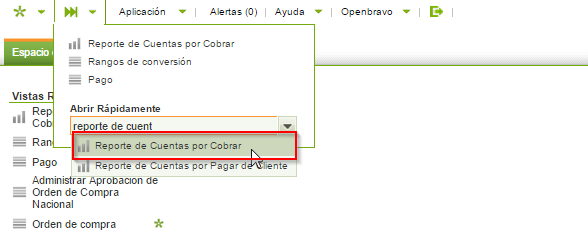 Aplicación
Alertas (0)
Ayuda
Openbravo
Espacio
Reporte de Cuentas por Cobrar
Rangos de conversión
Pago
Abrir Rápidamente
reporte de cuent
Reporte de Cuentas por Cobrar
Reporte de Cuentas por Pagar de Cliente
Vistas R
Repo
Cobr
Rang
Pago
Administrar Aprobación de
Orden de Compra
Nacional
Orden de compra